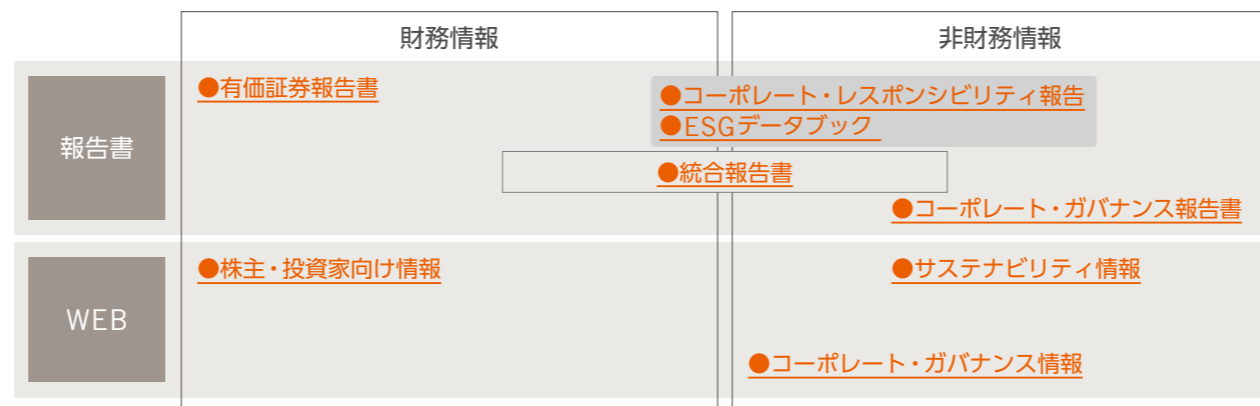 財務情報
非財務情報
報告書
●有価証券報告書
●コーポレート・レスポンシビリティ報告
●ESGデータブック
●統合報告書
●コーポレート・ガバナンス報告書
WEB
●株主・投資家向け情報
●サステナビリティ情報
●コーポレート・ガバナンス情報